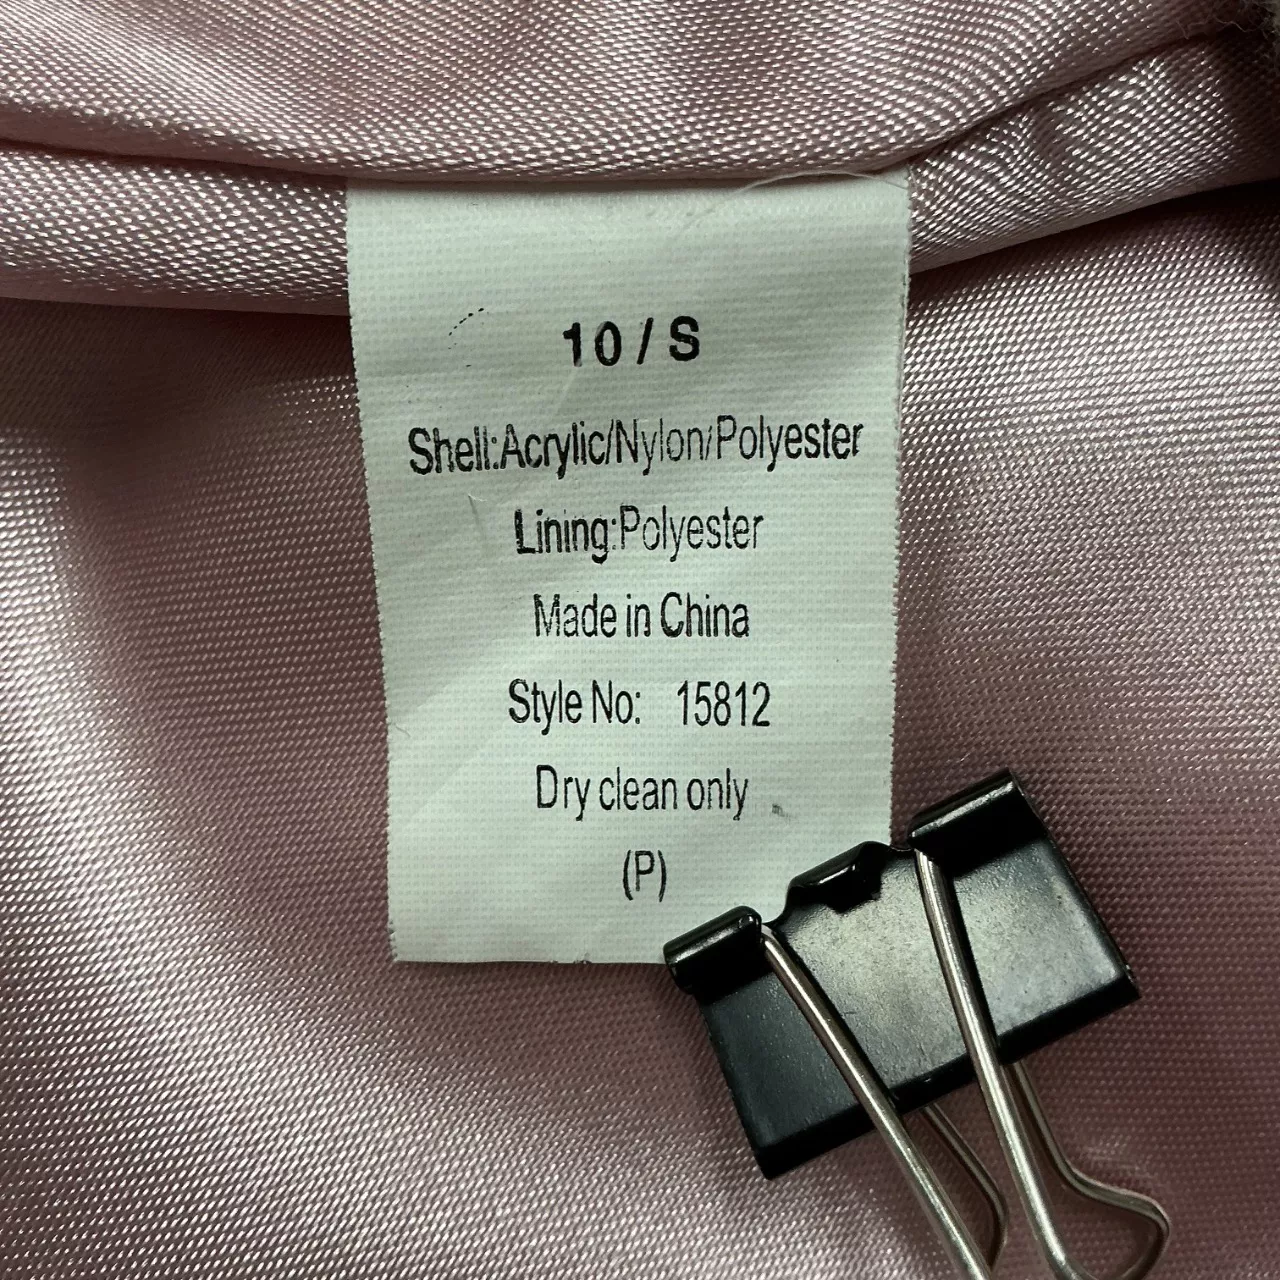 10 / S
Shell:Acrylic/Nylon/Polyester
Lining:Polyester
Made in China
Style No: 15812
Dry clean only
(P)